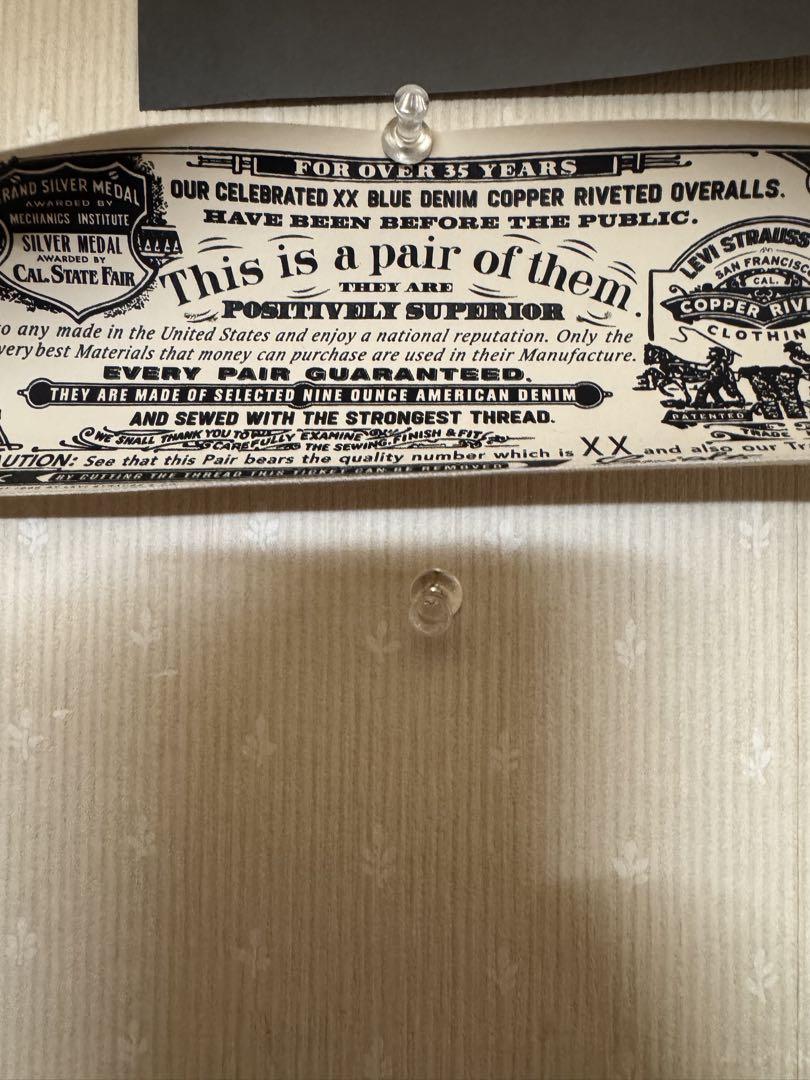 FOR OVER 35 YEARS
OUR CELEBRATED XX BLUE DENIM COPPER RIVETED OVERALLS.
HAVE BEEN BEFORE THE PUBLIC.
This is a pair of them.
THEY ARE
POSITIVELY SUPERIOR
to any made in the United States and enjoy a national reputation. Only the
very best Materials that money can purchase are used in their Manufacture.
EVERY PAIR GUARANTEED.
THEY ARE MADE OF SELECTED NINE OUNCE AMERICAN DENIM
AND SEWED WITH THE STRONGEST THREAD.
WE SHALL THANK YOU TO
CAREFULLY EXAMINE
THE SEWING, FINISH & FIT
AUTION: See that this Pair bears the quality number which is XX and also our Tr
BY CUTTING THE THREAD THIS TICKET CAN BE REMOVED
RAND SILVER MEDAL
AWARDED BY
MECHANICS INSTITUTE
SILVER MEDAL
AWARDED BY
CAL. STATE FAIR
LEVI STRAUSS
SAN FRANCISC
CAL.
COPPER RIV
CLOTHIN
PATENTED
TRADE